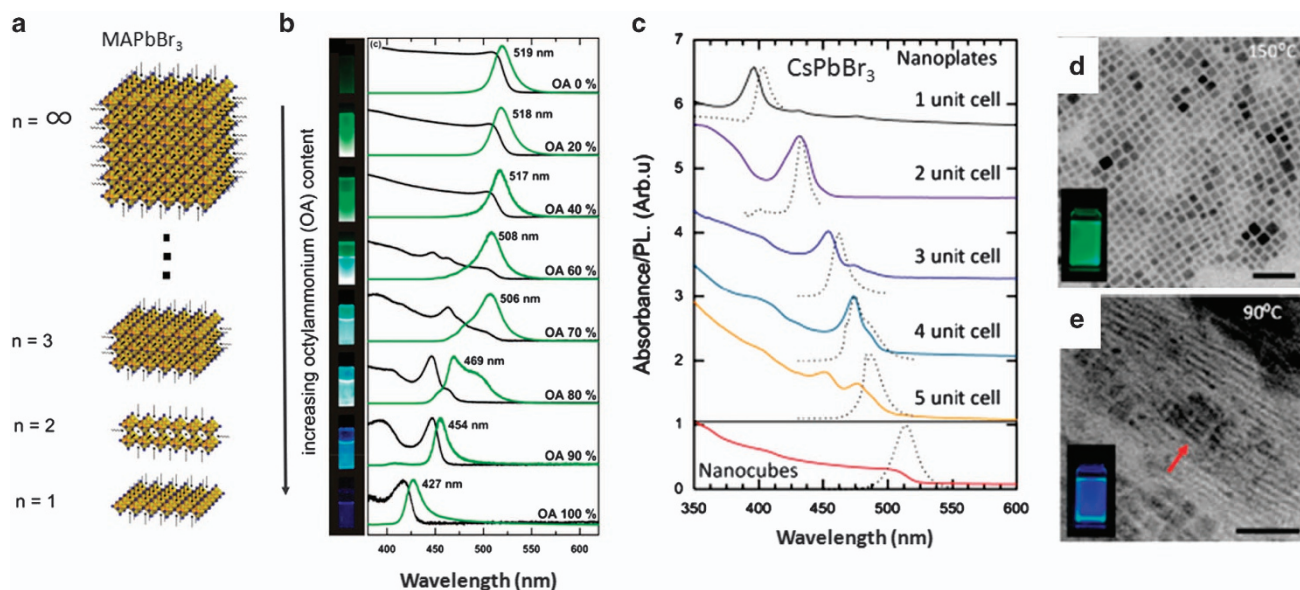 a
MAPbBr3
n = ∞
n = 3
n = 2
n = 1
increasing octylammonium (OA) content
b
(c)
519 nm
OA 0 %
518 nm
OA 20 %
517 nm
OA 40 %
508 nm
OA 60 %
506 nm
OA 70 %
469 nm
OA 80 %
454 nm
OA 90 %
427 nm
OA 100 %
400 450 500 550 600
Wavelength (nm)
c
Absorbance/PL. (Arb.u)
7
6
5
4
3
2
1
0
CsPbBr3
Nanoplates
1 unit cell
2 unit cell
3 unit cell
4 unit cell
5 unit cell
Nanocubes
350 400 450 500 550 600
Wavelength (nm)
d
150°C
e
90°C